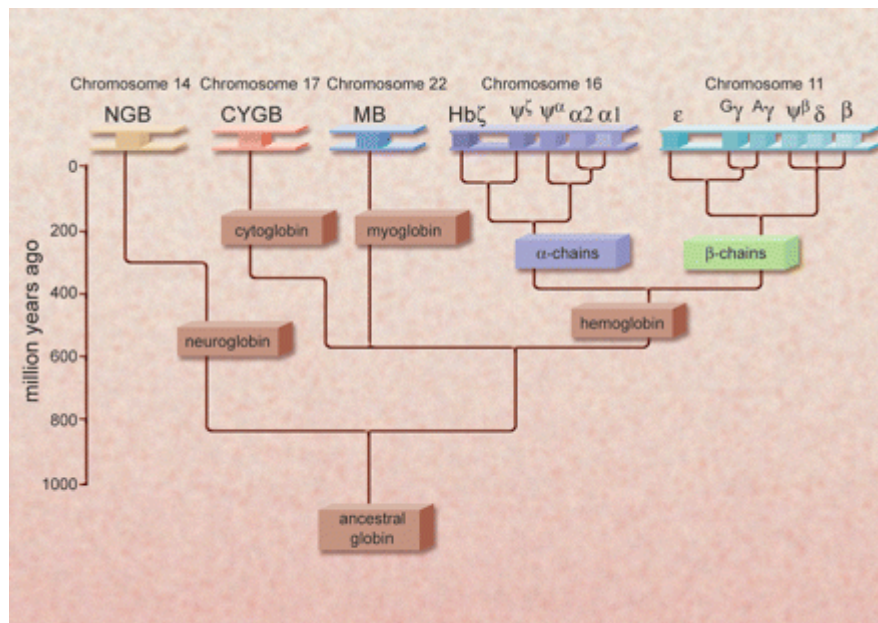 Chromosome 14 Chromosome 17 Chromosome 22 Chromosome 16 Chromosome 11
NGB CYGB MB Hbζ ψζ ψα α2 α1 ε Gγ Aγ ψβ δ β
0
200
400
600
800
1000
million years ago
cytoglobin
myoglobin
α-chains
β-chains
hemoglobin
neuroglobin
ancestral
globin